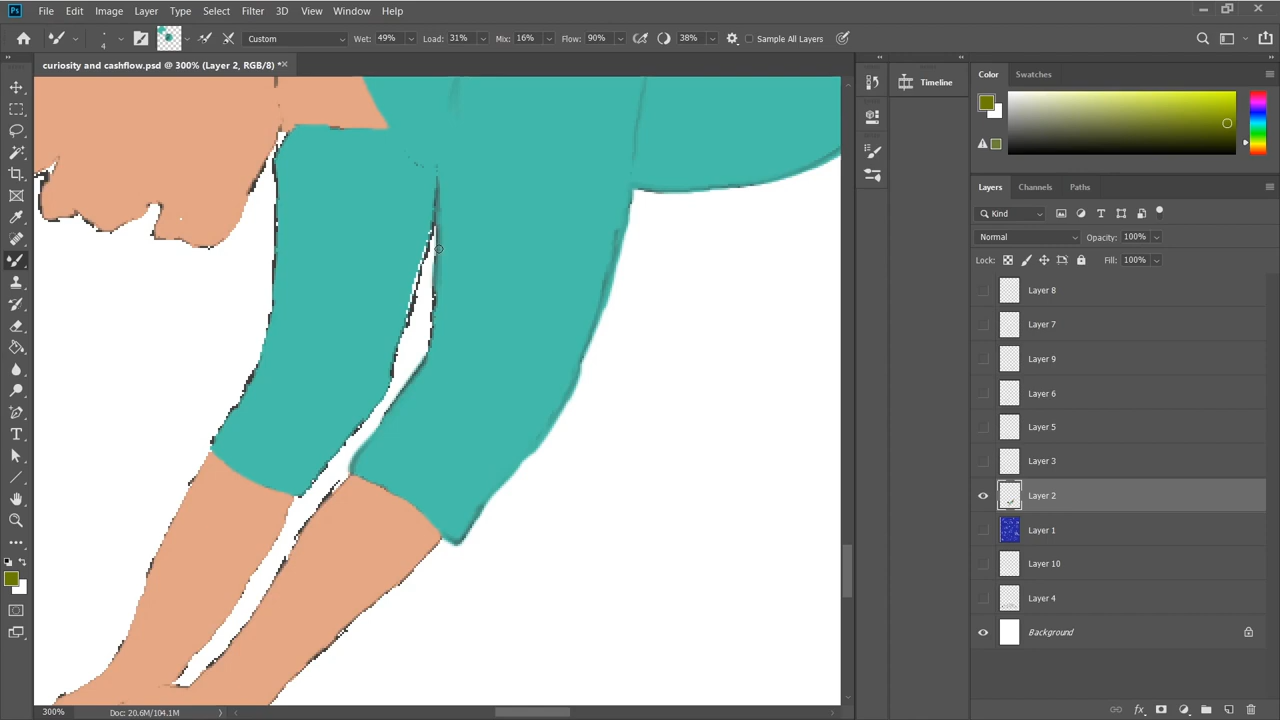 Ps File Edit Image Layer Type Select Filter 3D View Window Help
4 Custom Wet: 49% Load: 31% Mix: 16% Flow: 90% 38% Sample All Layers
curiosity and cashflow.psd @ 300% (Layer 2, RGB/8) *
Timeline
Color Swatches
Layers Channels Paths
Kind
Normal Opacity: 100%
Lock: Fill: 100%
Layer 8
Layer 7
Layer 9
Layer 6
Layer 5
Layer 3
Layer 2
Layer 1
Layer 10
Layer 4
Background
300% Doc: 20.6M/104.1M
fx